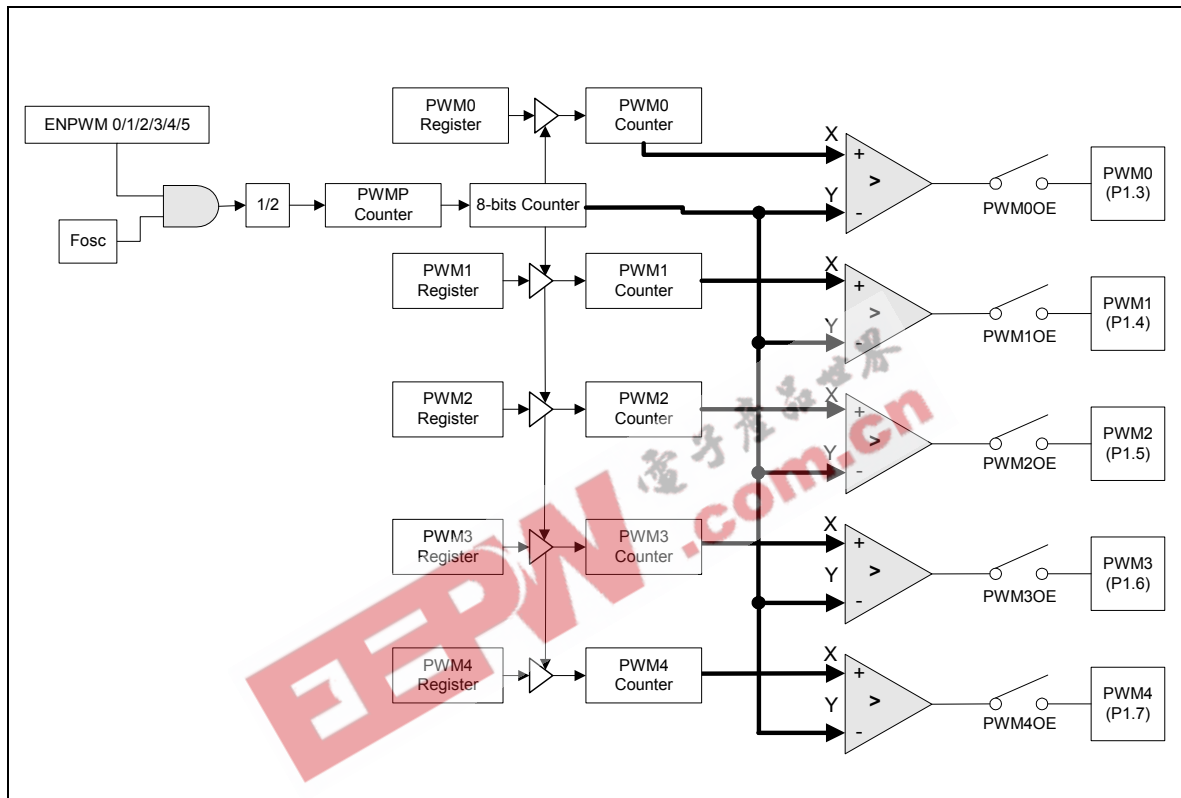 ENPWM 0/1/2/3/4/5
Fosc
1/2
PWMP
Counter
8-bits Counter
PWM0
Register
PWM0
Counter
X
+
>
Y
-
PWM0OE
PWM0
(P1.3)
PWM1
Register
PWM1
Counter
X
+
>
Y
-
PWM1OE
PWM1
(P1.4)
PWM2
Register
PWM2
Counter
X
+
>
Y
-
PWM2OE
PWM2
(P1.5)
PWM3
Register
PWM3
Counter
X
+
>
Y
-
PWM3OE
PWM3
(P1.6)
PWM4
Register
PWM4
Counter
X
+
>
Y
-
PWM4OE
PWM4
(P1.7)
電子產品世界
EEPW.com.cn